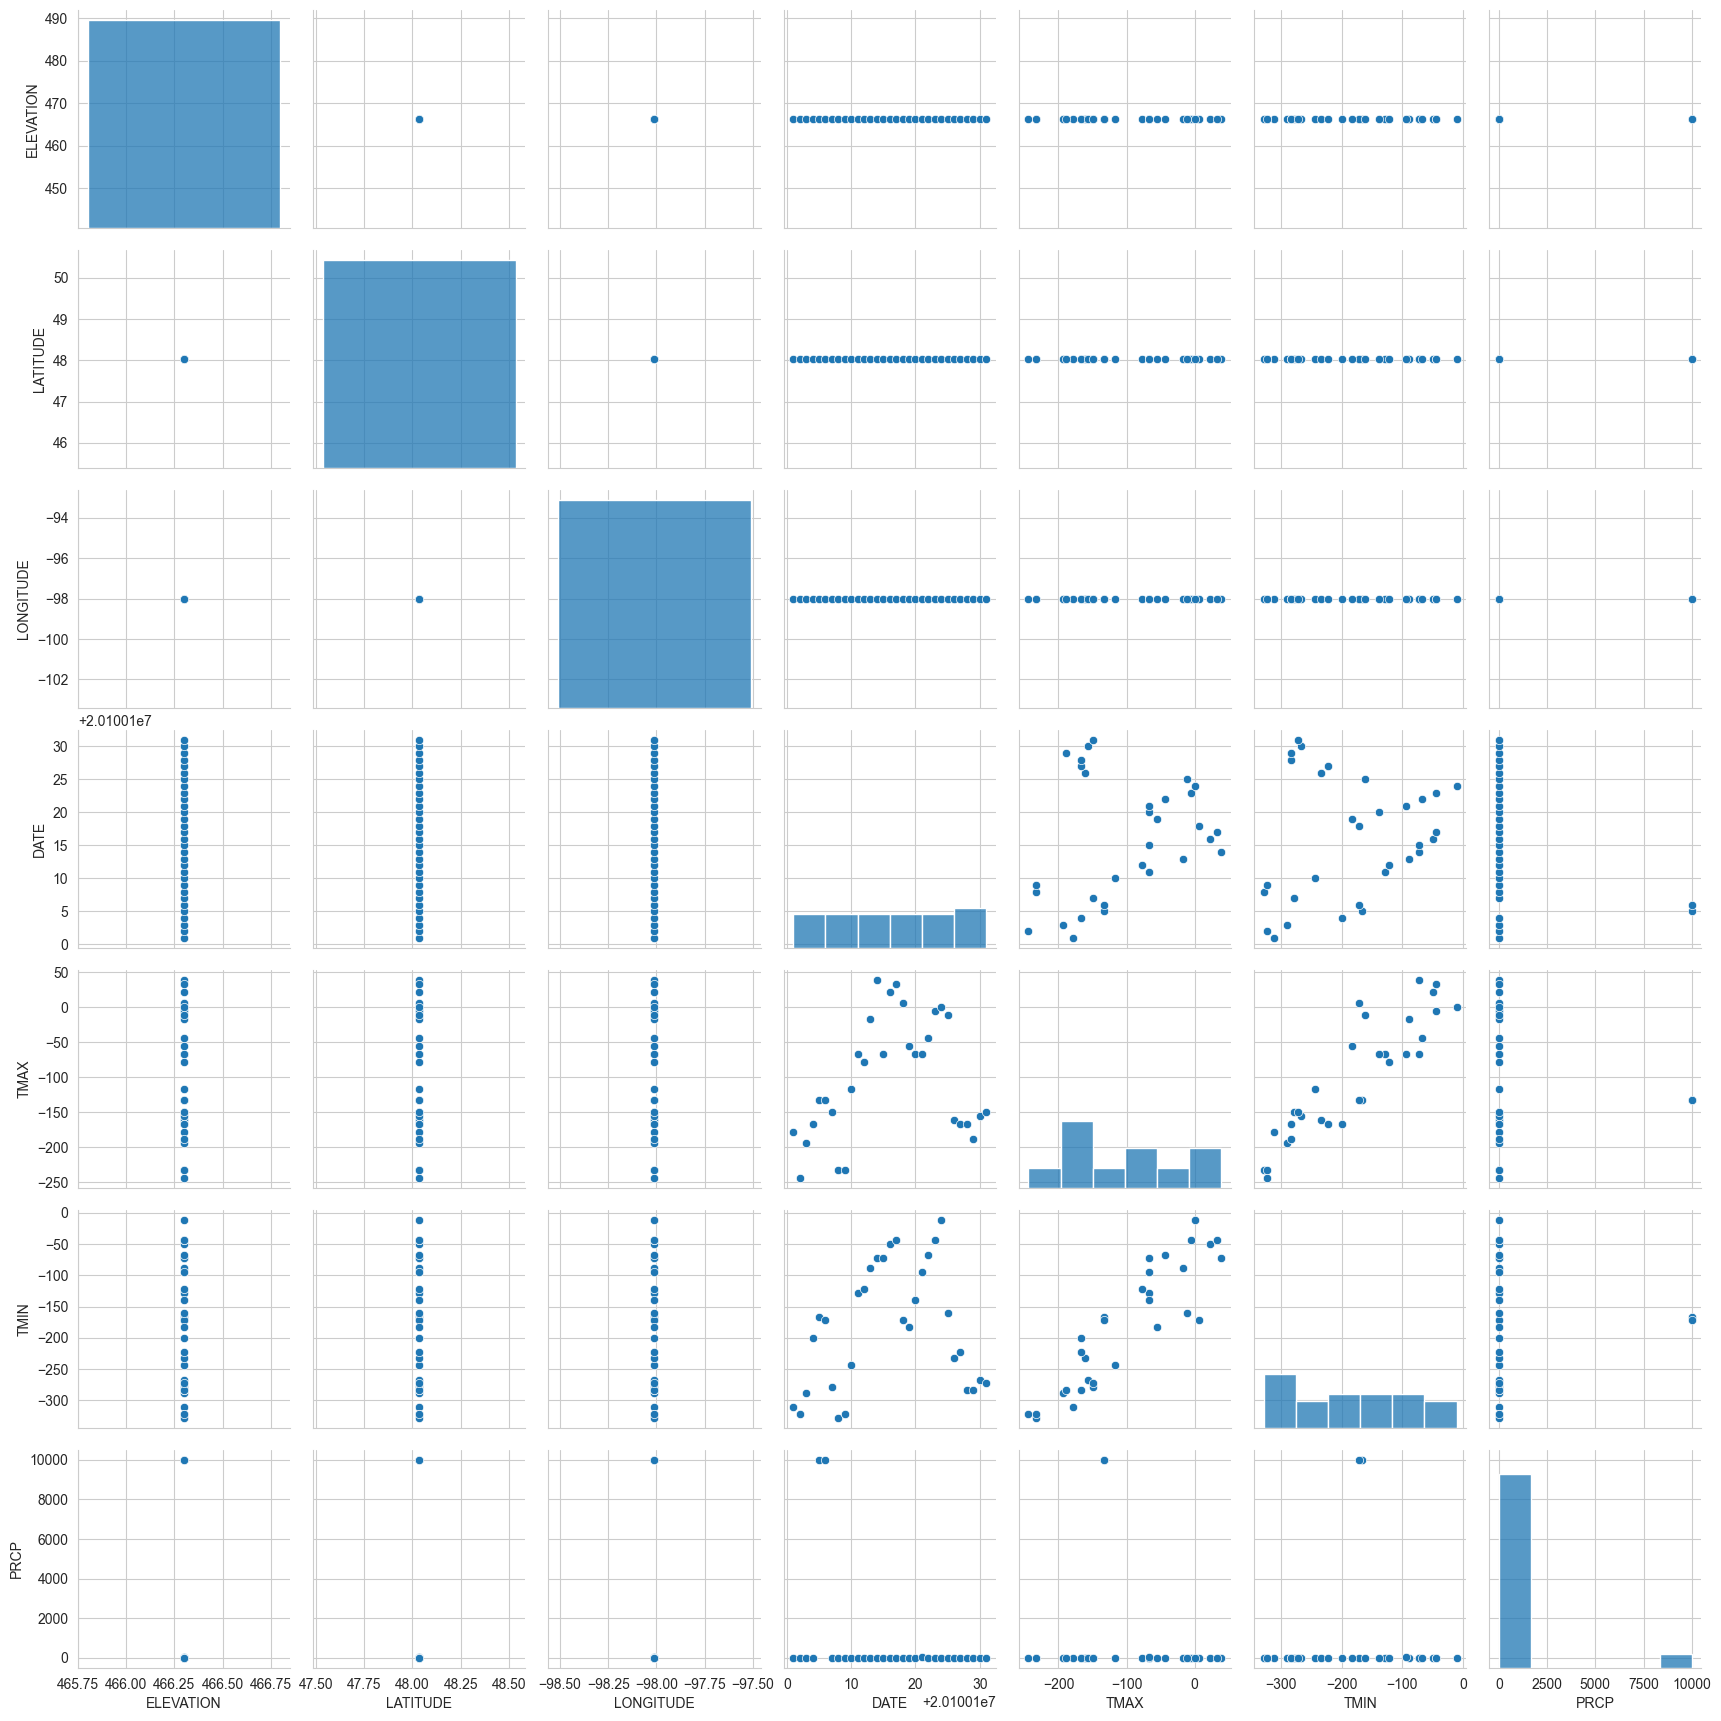 490
480
470
460
450
ELEVATION
50
49
48
47
46
LATITUDE
−94
−96
−98
−100
−102
LONGITUDE
+2.01001e7
30
25
20
15
10
5
0
DATE
50
0
−50
−100
−150
−200
−250
TMAX
0
−50
−100
−150
−200
−250
−300
TMIN
10000
8000
6000
4000
2000
0
PRCP
465.75 466.00 466.25 466.50 466.75
ELEVATION
47.50 47.75 48.00 48.25 48.50
LATITUDE
−98.50 −98.25 −98.00 −97.75 −97.50
LONGITUDE
0 10 20 30
DATE
+2.01001e7
−200 −100 0
TMAX
−300 −200 −100 0
TMIN
0 2500 5000 7500 10000
PRCP